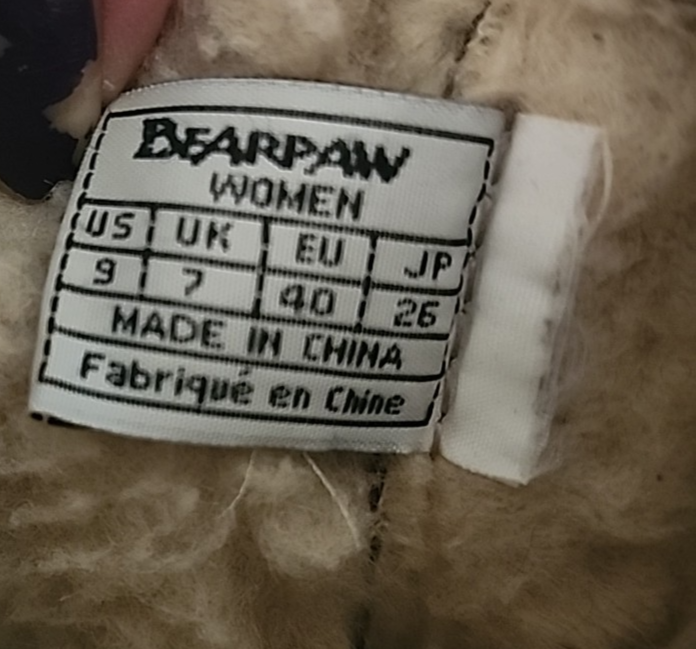 BEARPAW
WOMEN
US UK EU JP
9 7 40 26
MADE IN CHINA
Fabriqué en Chine